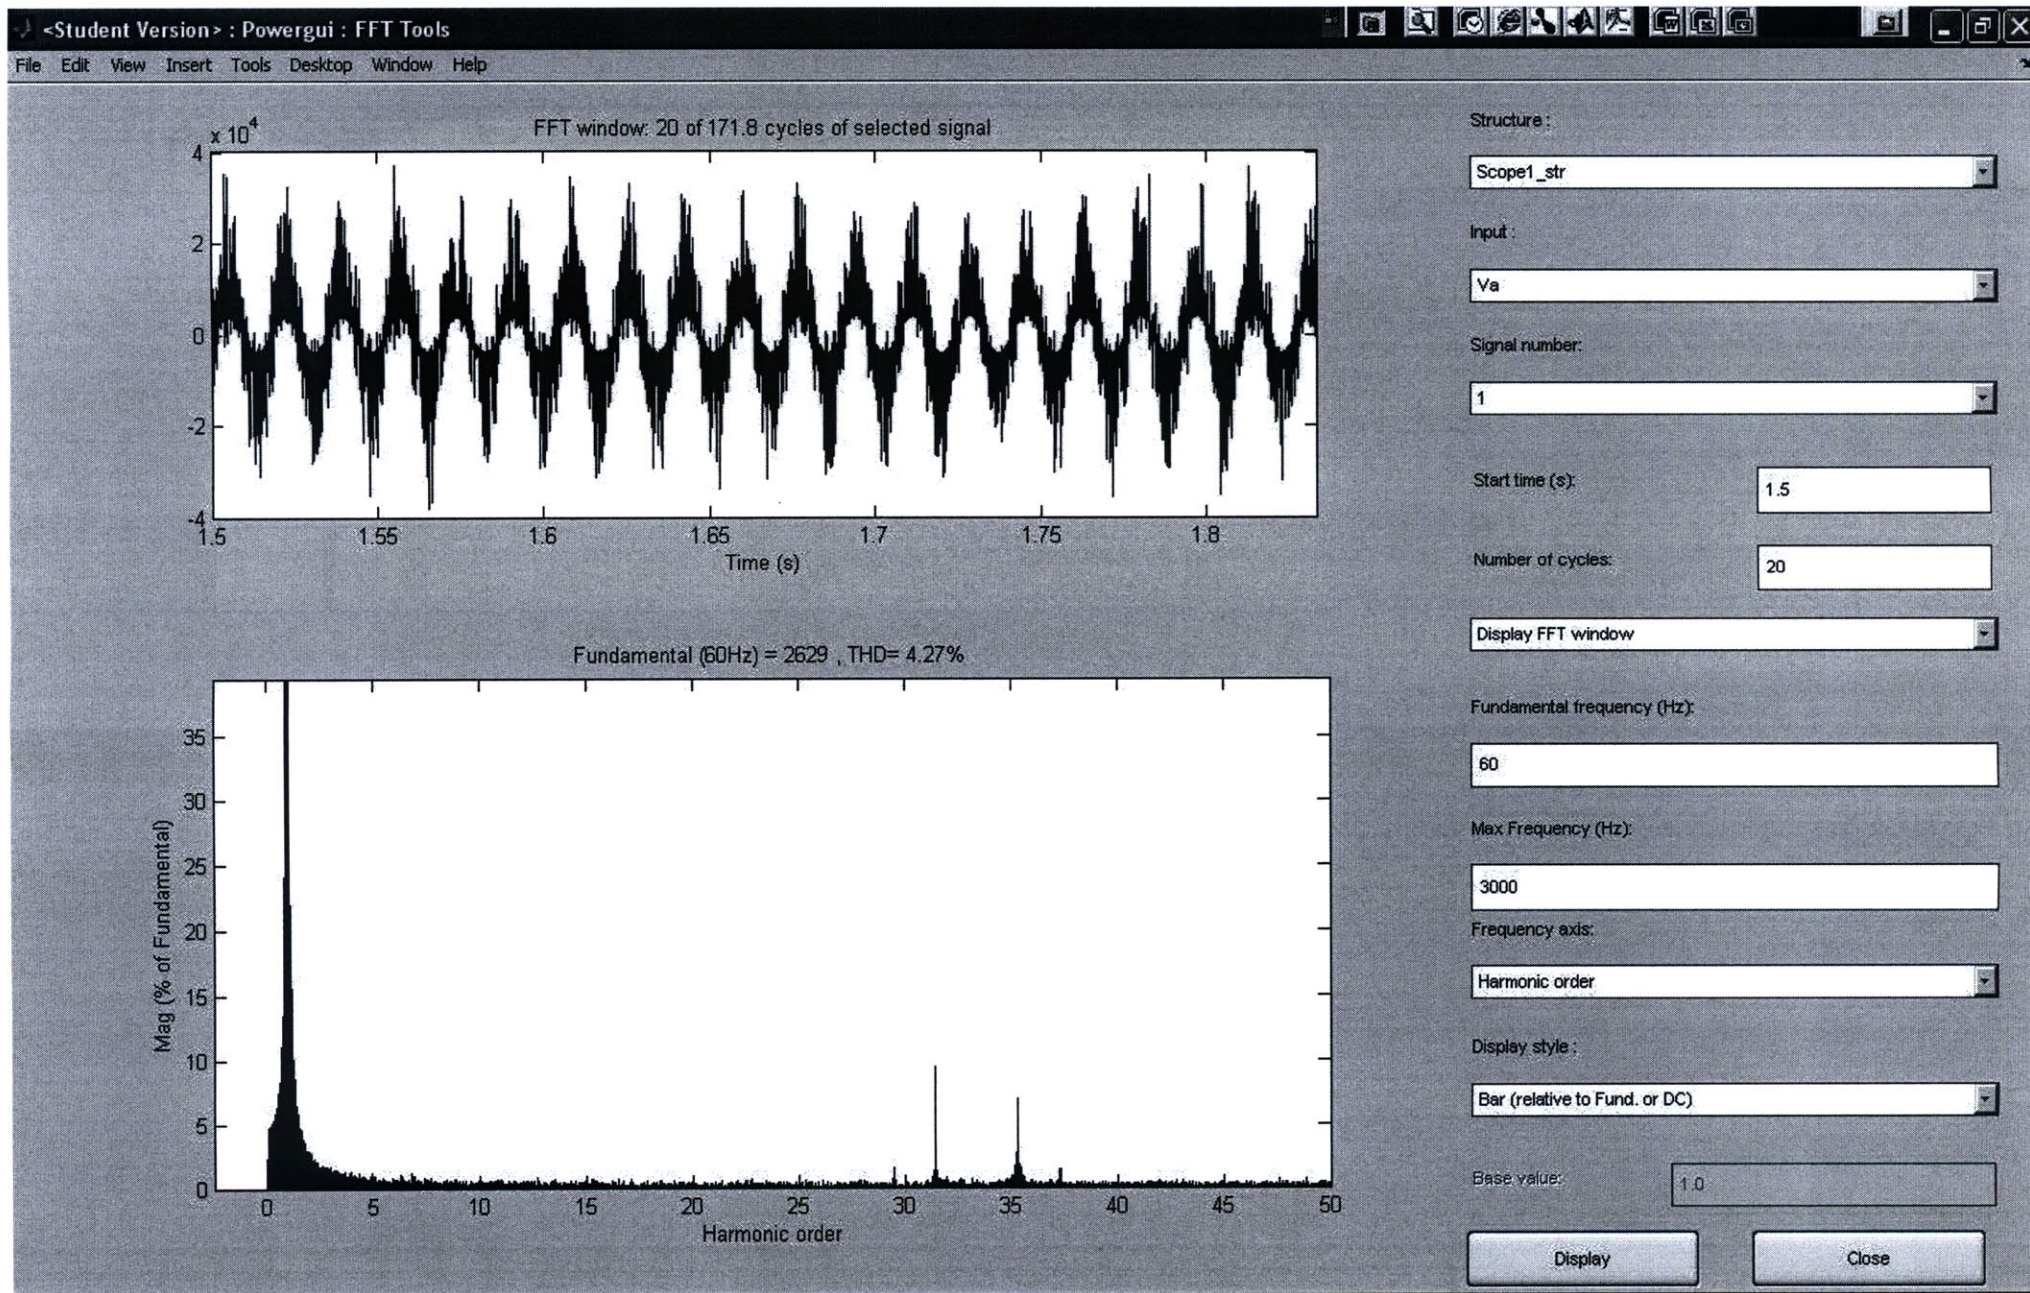 <Student Version> : Powergui : FFT Tools
File Edit View Insert Tools Desktop Window Help
FFT window: 20 of 171.8 cycles of selected signal
x 10^4
4
2
0
-2
-4
1.5 1.55 1.6 1.65 1.7 1.75 1.8
Time (s)
Fundamental (60Hz) = 2629 , THD= 4.27%
Mag (% of Fundamental)
35
30
25
20
15
10
5
0
0 5 10 15 20 25 30 35 40 45 50
Harmonic order
Structure :
Scope1_str
Input :
Va
Signal number:
1
Start time (s):
1.5
Number of cycles:
20
Display FFT window
Fundamental frequency (Hz):
60
Max Frequency (Hz):
3000
Frequency axis:
Harmonic order
Display style :
Bar (relative to Fund. or DC)
Base value:
1.0
Display
Close